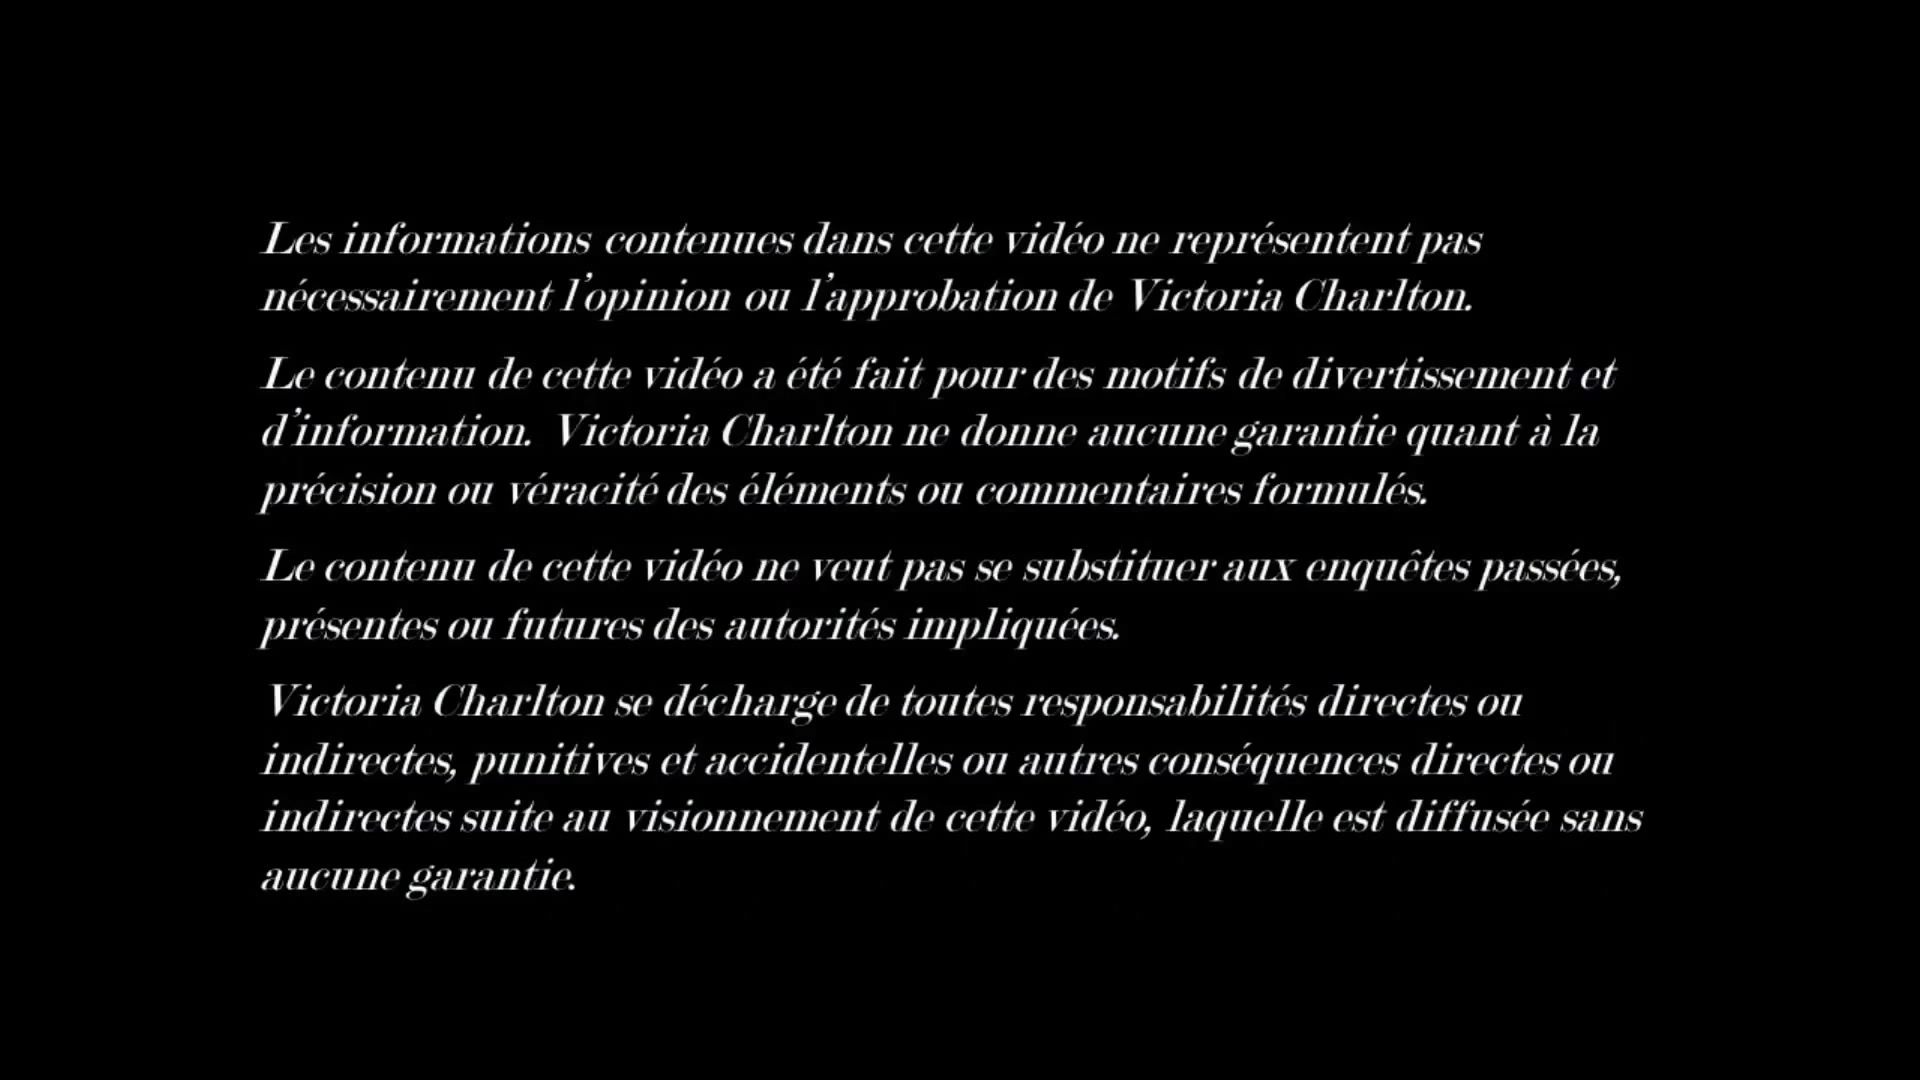 Les informations contenues dans cette vidéo ne représentent pas
nécessairement l’opinion ou l’approbation de Victoria Charlton.
Le contenu de cette vidéo a été fait pour des motifs de divertissement et
d’information. Victoria Charlton ne donne aucune garantie quant à la
précision ou véracité des éléments ou commentaires formulés.
Le contenu de cette vidéo ne veut pas se substituer aux enquêtes passées,
présentes ou futures des autorités impliquées.
Victoria Charlton se décharge de toutes responsabilités directes ou
indirectes, punitives et accidentelles ou autres conséquences directes ou
indirectes suite au visionnement de cette vidéo, laquelle est diffusée sans
aucune garantie.